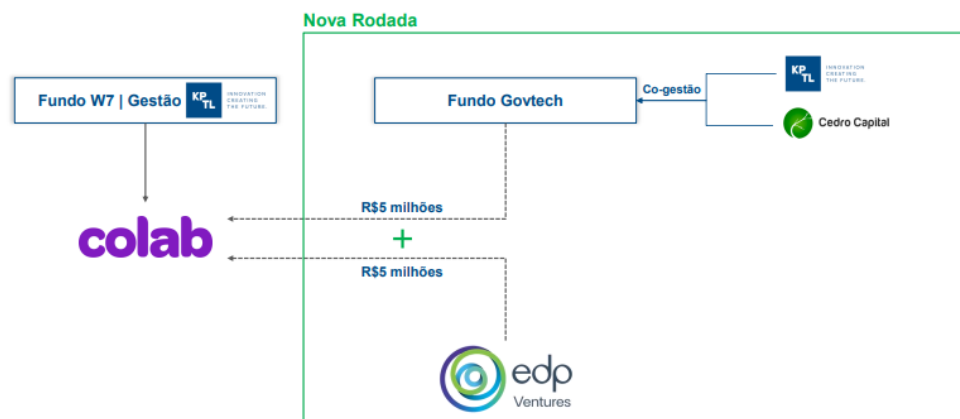 Nova Rodada
Fundo W7 | Gestão
KP
TL
INNOVATION
CREATING
THE FUTURE.
Fundo Govtech
Co-gestão
KP
TL
INNOVATION
CREATING
THE FUTURE.
Cedro Capital
R$5 milhões
+
colab
R$5 milhões
edp
Ventures